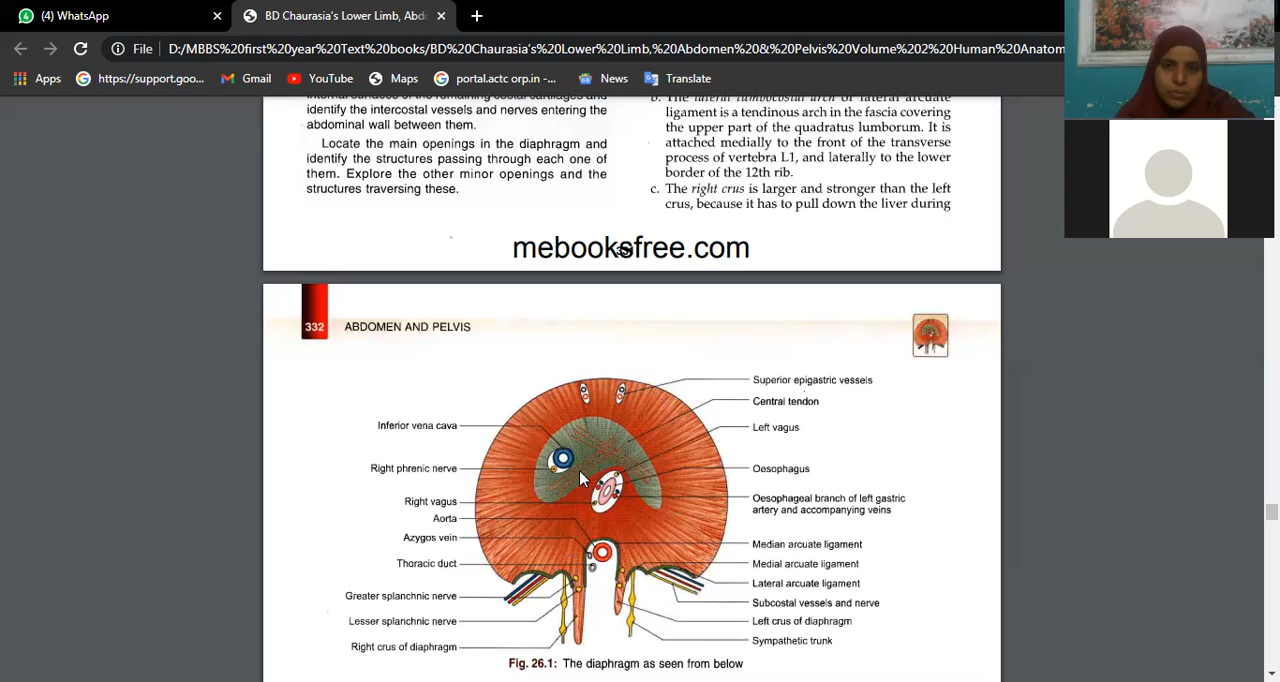 4 (4) WhatsApp
BD Chaurasia's Lower Limb, Abdo
File D:/MBBS%20first%20year%20Text%20books/BD%20Chaurasia's%20Lower%20Limb,%20Abdomen%20&%20Pelvis%20Volume%202%20Human%20Anatom
Apps https://support.goo... Gmail YouTube Maps portal.actc orp.in -... News Translate
identify the intercostal vessels and nerves entering the
abdominal wall between them.
Locate the main openings in the diaphragm and
identify the structures passing through each one of
them. Explore the other minor openings and the
structures traversing these.
b. The lateral lumbocostal arch or lateral arcuate
ligament is a tendinous arch in the fascia covering
the upper part of the quadratus lumborum. It is
attached medially to the front of the transverse
process of vertebra L1, and laterally to the lower
border of the 12th rib.
c. The right crus is larger and stronger than the left
crus, because it has to pull down the liver during
mebooksfree.com
332 ABDOMEN AND PELVIS
Inferior vena cava
Right phrenic nerve
Right vagus
Aorta
Azygos vein
Thoracic duct
Greater splanchnic nerve
Lesser splanchnic nerve
Right crus of diaphragm
Superior epigastric vessels
Central tendon
Left vagus
Oesophagus
Oesophageal branch of left gastric
artery and accompanying veins
Median arcuate ligament
Medial arcuate ligament
Lateral arcuate ligament
Subcostal vessels and nerve
Left crus of diaphragm
Sympathetic trunk
Fig. 26.1: The diaphragm as seen from below